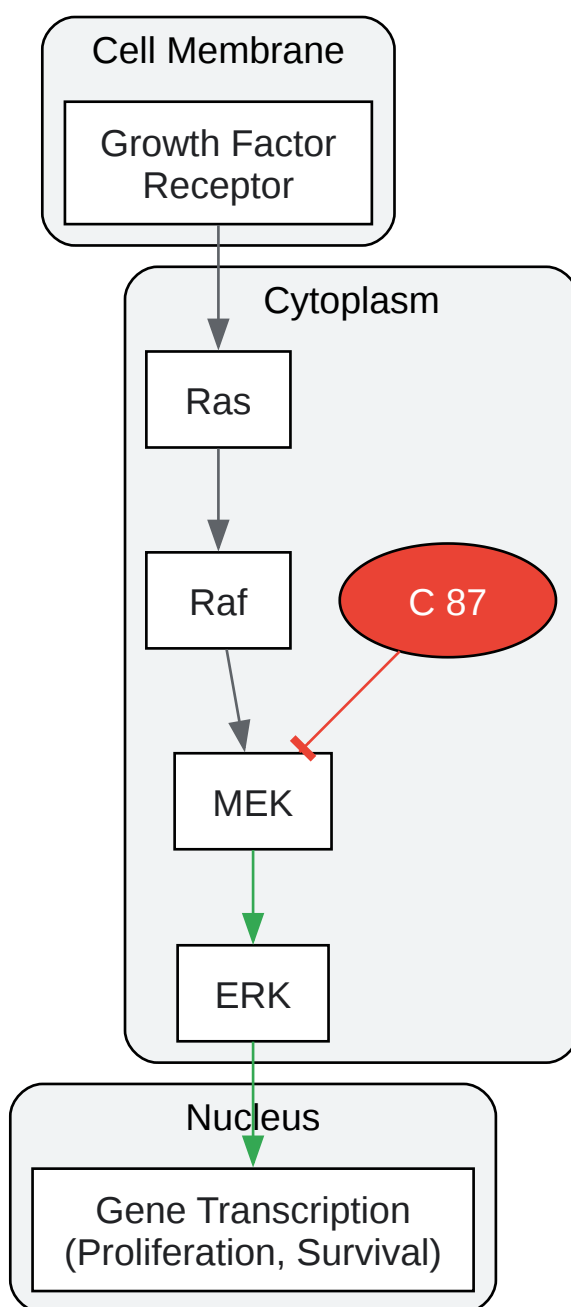 Cell Membrane
Growth Factor
Receptor
Cytoplasm
Ras
Raf
C 87
MEK
ERK
Nucleus
Gene Transcription
(Proliferation, Survival)